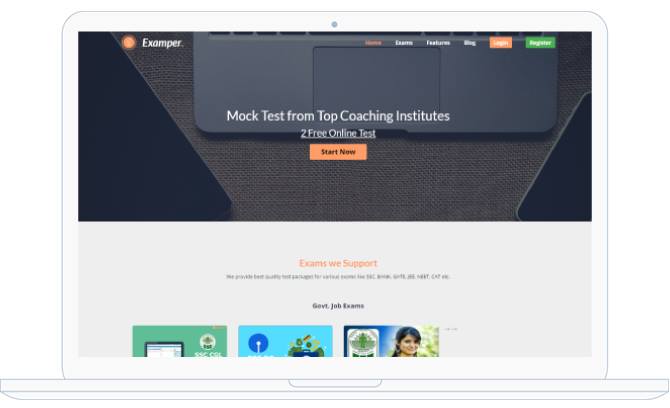 Examper.
Home Exams Features Blog Login Register
Mock Test from Top Coaching Institutes
2 Free Online Test
Start Now
Exams we Support
We provide best quality test packages for various exams like SSC, BANK, GATE, JEE, NEET, CAT etc.
Govt. Job Exams
SSC CGL